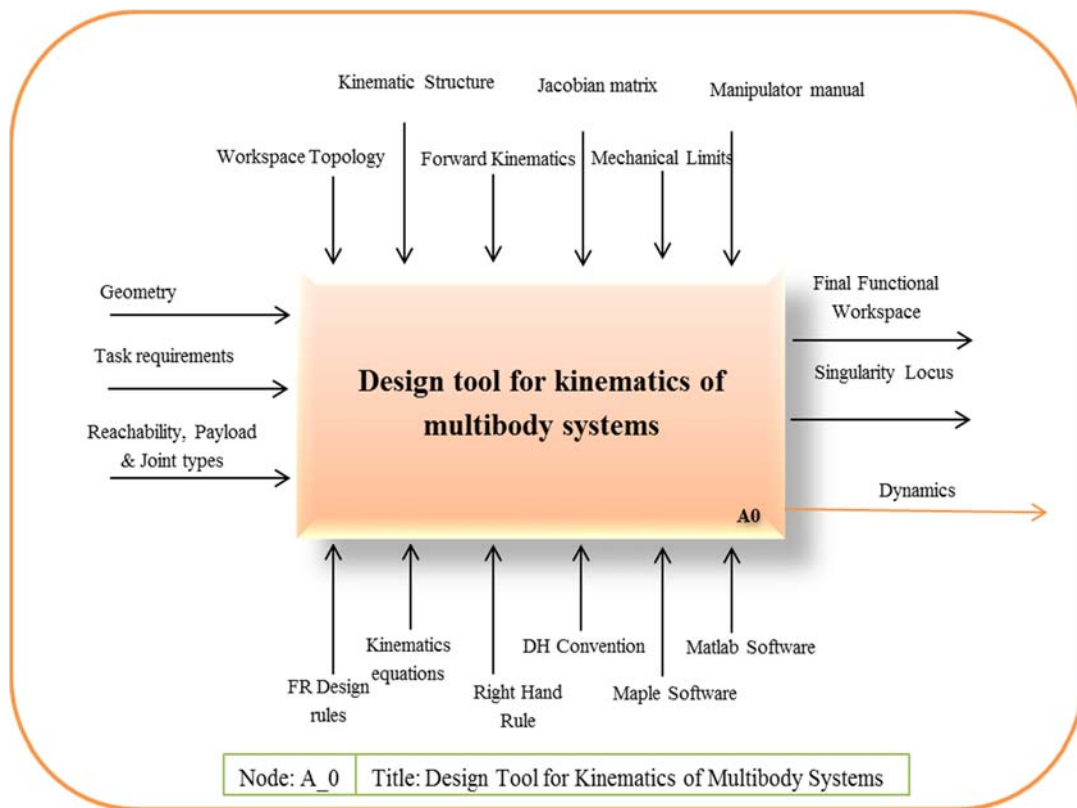 Kinematic Structure
Jacobian matrix
Manipulator manual
Workspace Topology
Forward Kinematics
Mechanical Limits
Geometry
Task requirements
Reachability, Payload
& Joint types
Design tool for kinematics of
multibody systems
A0
Final Functional
Workspace
Singularity Locus
Dynamics
FR Design
rules
Kinematics
equations
Right Hand
Rule
DH Convention
Maple Software
Matlab Software
Node: A_0
Title: Design Tool for Kinematics of Multibody Systems